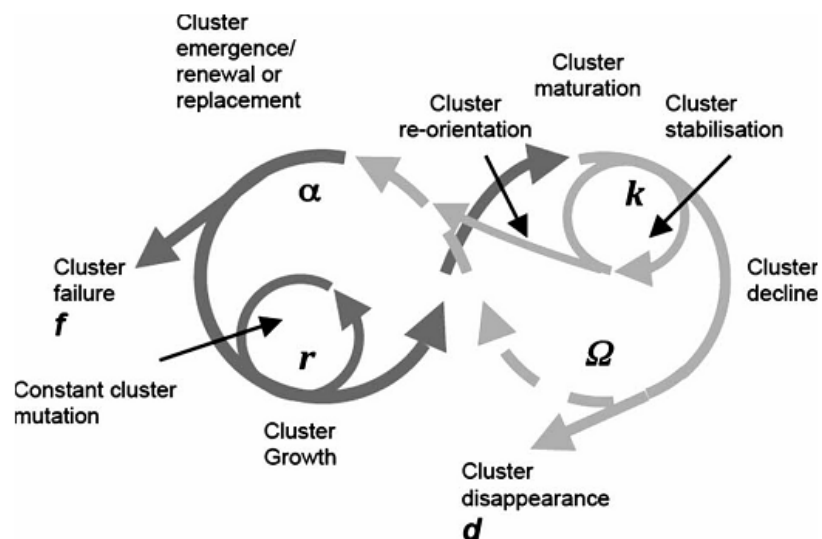 Cluster
emergence/
renewal or
replacement
Cluster
maturation
Cluster
re-orientation
Cluster
stabilisation
α
k
Cluster
failure
f
Cluster
decline
r
Ω
Constant cluster
mutation
Cluster
Growth
Cluster
disappearance
d